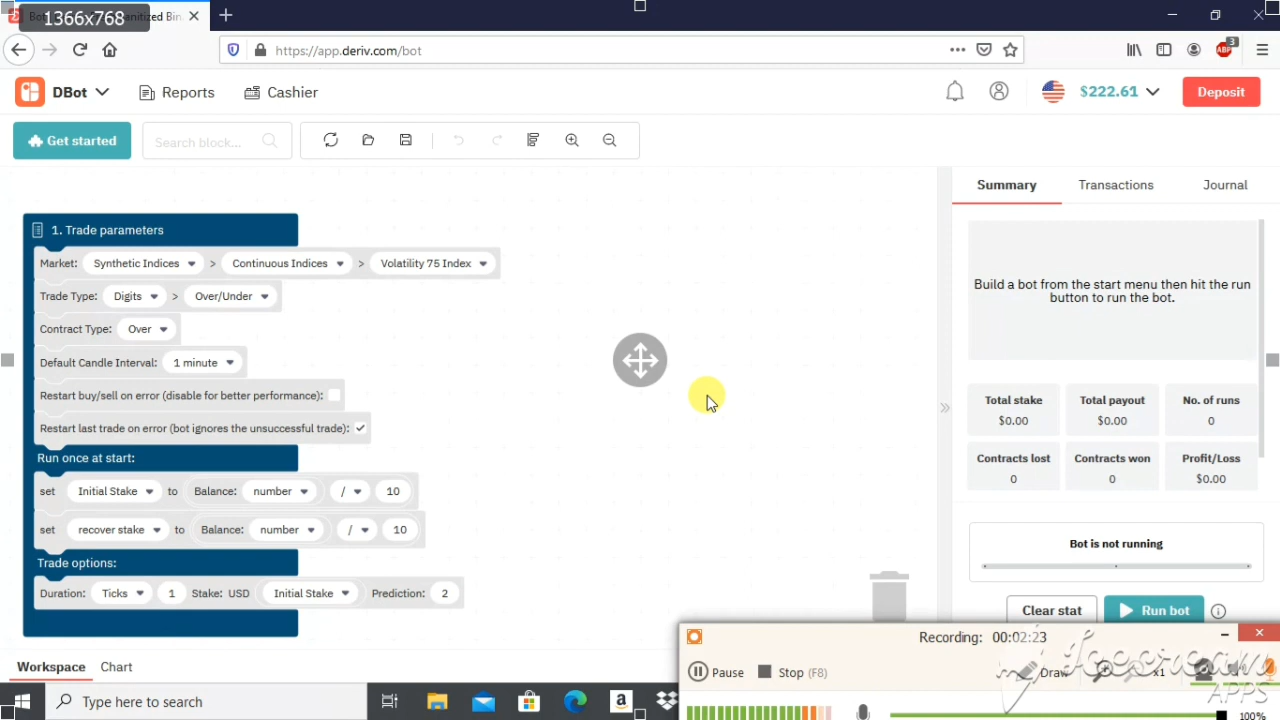 1366x768
https://app.deriv.com/bot
3
ABP
DBot
Reports
Cashier
$222.61
Deposit
Get started
Search block...
Summary
Transactions
Journal
1. Trade parameters
Market: Synthetic Indices > Continuous Indices > Volatility 75 Index
Trade Type: Digits > Over/Under
Contract Type: Over
Default Candle Interval: 1 minute
Restart buy/sell on error (disable for better performance):
Restart last trade on error (bot ignores the unsuccessful trade):
Run once at start:
set Initial Stake to Balance: number / 10
set recover stake to Balance: number / 10
Trade options:
Duration: Ticks 1 Stake: USD Initial Stake Prediction: 2
Build a bot from the start menu then hit the run
button to run the bot.
Total stake
$0.00
Total payout
$0.00
No. of runs
0
Contracts lost
0
Contracts won
0
Profit/Loss
$0.00
Bot is not running
Clear stat
Run bot
Workspace
Chart
Recording: 00:02:23
Pause
Stop (F8)
Draw
x1
Icecream
APPS
100%
Type here to search